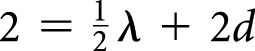 2 = ½λ + 2d